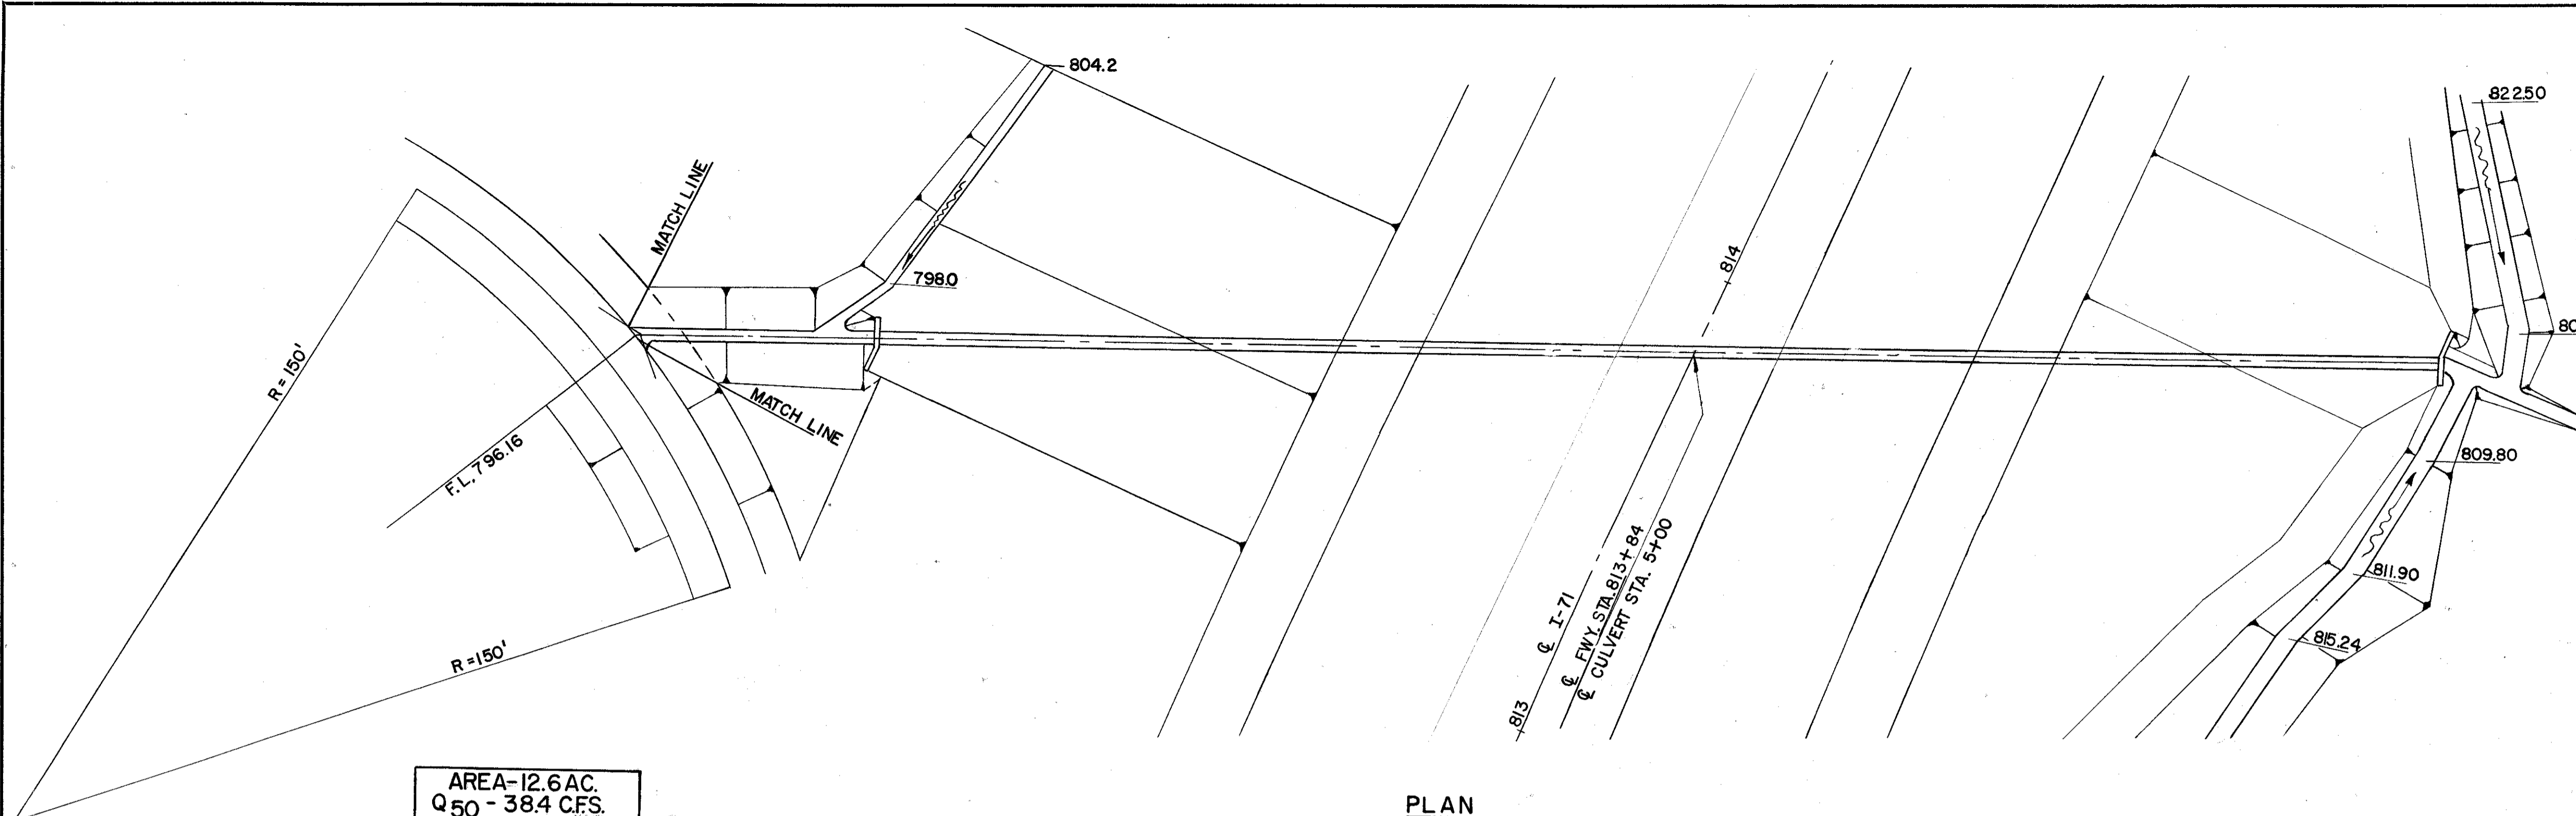 804.2
822.50
MATCH LINE
798.0
814
80
R = 150'
MATCH LINE
F.L. 796.16
809.80
811.90
815.24
℄ I-71
℄ FWY. STA. 813+84
℄ CULVERT STA. 5+00
813
R = 150'
AREA-12.6 AC.
Q50 - 38.4 C.F.S.
PLAN